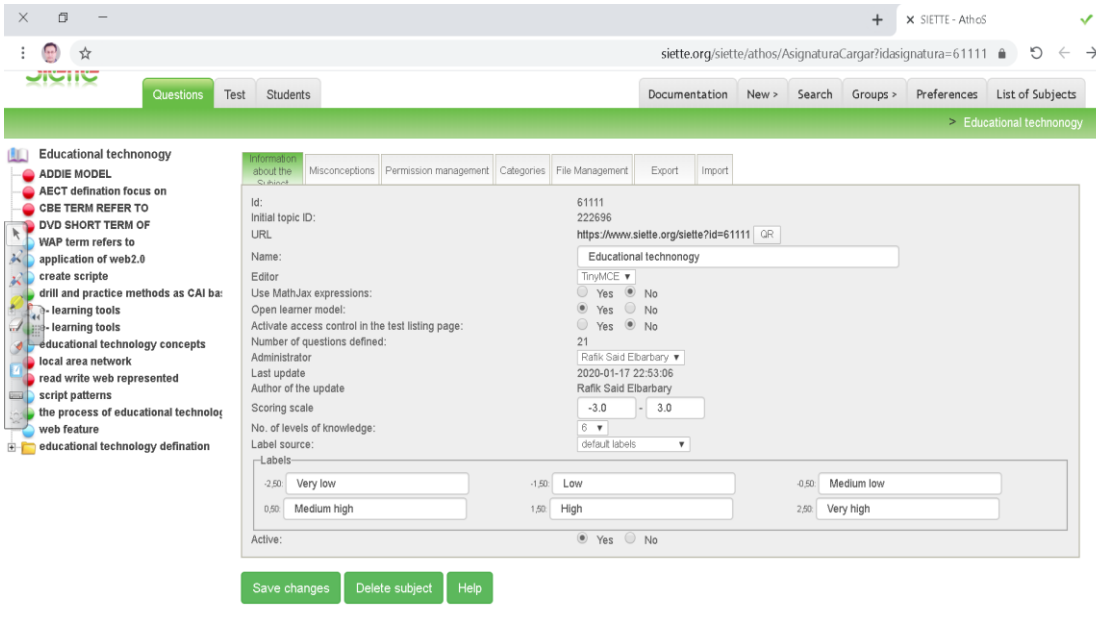 SIETTE - AthoS
siette.org/siette/athos/AsignaturaCargar?idasignatura=61111
siette
Questions Test Students Documentation New > Search Groups > Preferences List of Subjects
> Educational technonogy
Educational technonogy
ADDIE MODEL
AECT defination focus on
CBE TERM REFER TO
DVD SHORT TERM OF
WAP term refers to
application of web2.0
create scripte
drill and practice methods as CAI ba
- learning tools
- learning tools
educational technology concepts
local area network
read write web represented
script patterns
the process of educational technolog
web feature
educational technology defination
Information about the Subject Misconceptions Permission management Categories File Management Export Import
Id: 61111
Initial topic ID: 222696
URL https://www.siette.org/siette?id=61111 QR
Name: Educational technonogy
Editor TinyMCE
Use MathJax expressions: Yes No
Open learner model: Yes No
Activate access control in the test listing page: Yes No
Number of questions defined: 21
Administrator Rafik Said Elbarbary
Last update 2020-01-17 22:53:06
Author of the update Rafik Said Elbarbary
Scoring scale -3.0 - 3.0
No. of levels of knowledge: 6
Label source: default labels
Labels
-2,50: Very low -1,50: Low -0,50: Medium low
0,50: Medium high 1,50: High 2,50: Very high
Active: Yes No
Save changes Delete subject Help